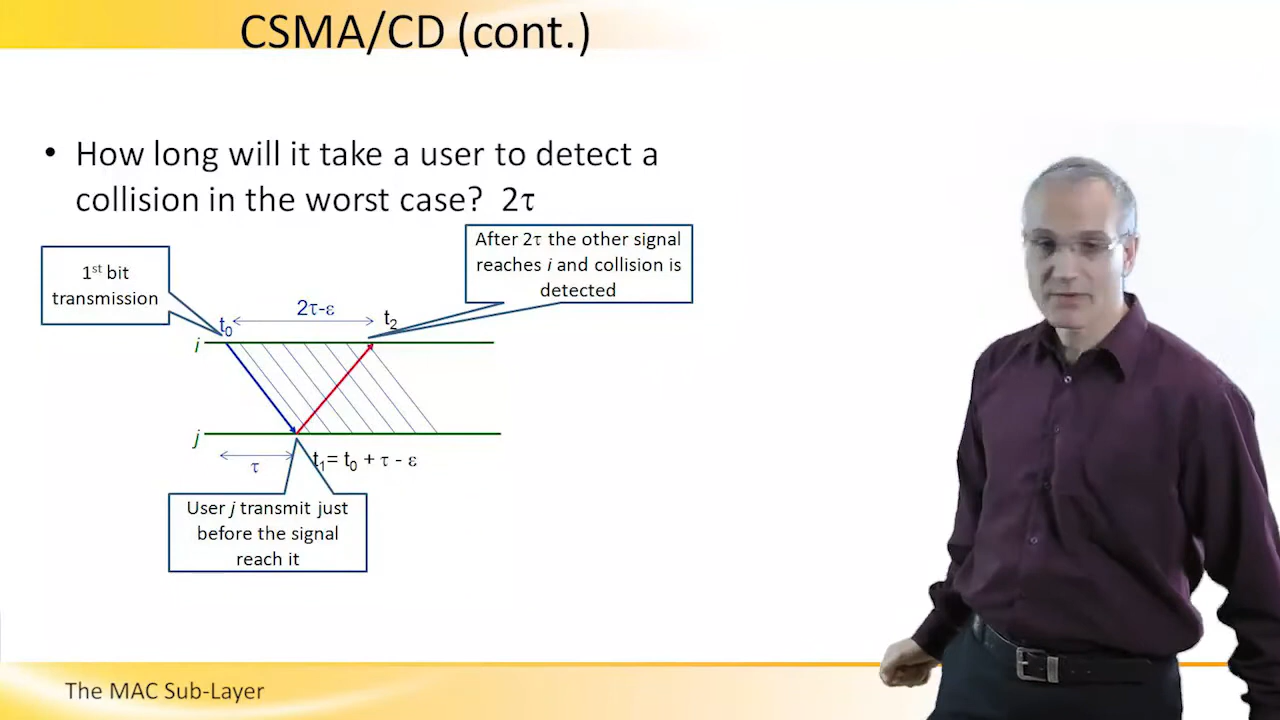 CSMA/CD (cont.)
• How long will it take a user to detect a
collision in the worst case? 2τ
1st bit
transmission
After 2τ the other signal
reaches i and collision is
detected
2τ-ε
t0
t2
i
j
τ
t1= t0 + τ - ε
User j transmit just
before the signal
reach it
The MAC Sub-Layer